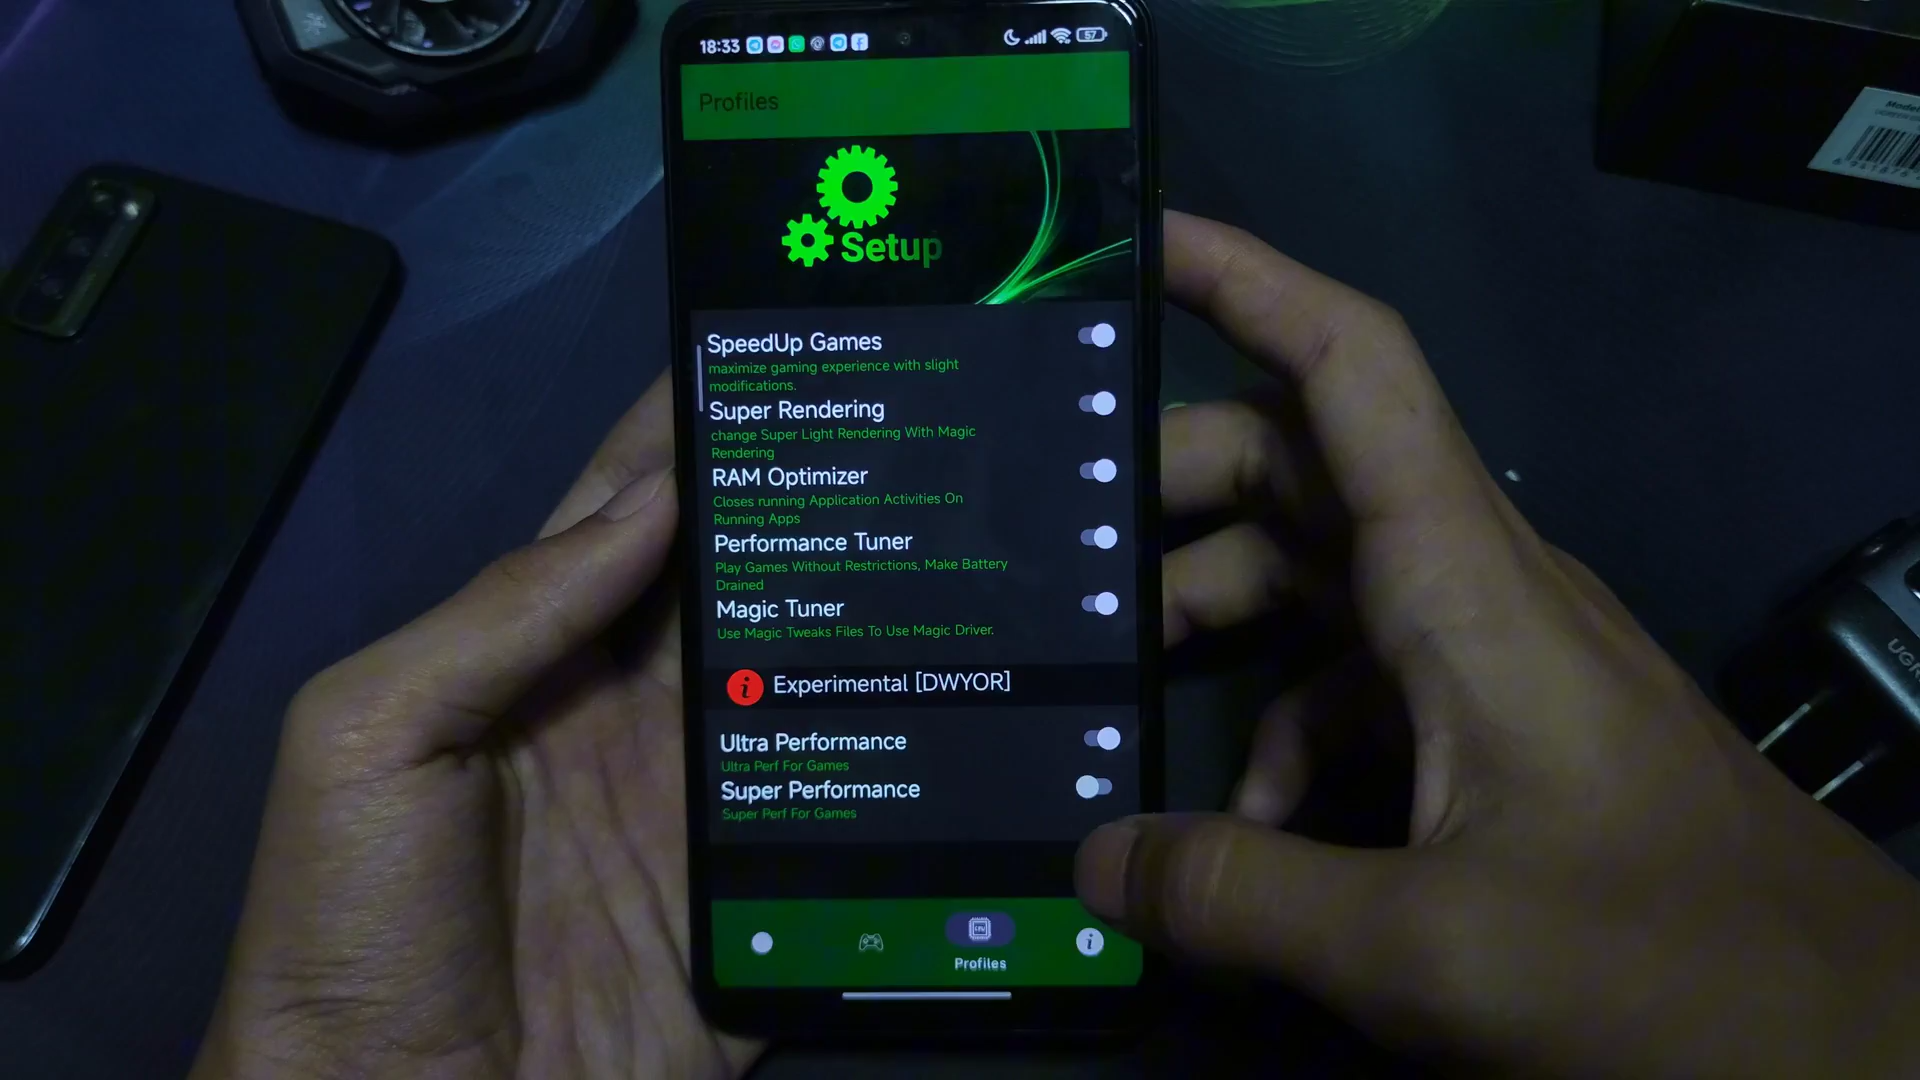 18:33
57
Profiles
Setup
SpeedUp Games
maximize gaming experience with slight
modifications.
Super Rendering
change Super Light Rendering With Magic
Rendering
RAM Optimizer
Closes running Application Activities On
Running Apps
Performance Tuner
Play Games Without Restrictions, Make Battery
Drained
Magic Tuner
Use Magic Tweaks Files To Use Magic Driver.
Experimental [DWYOR]
Ultra Performance
Ultra Perf For Games
Super Performance
Super Perf For Games
Profiles